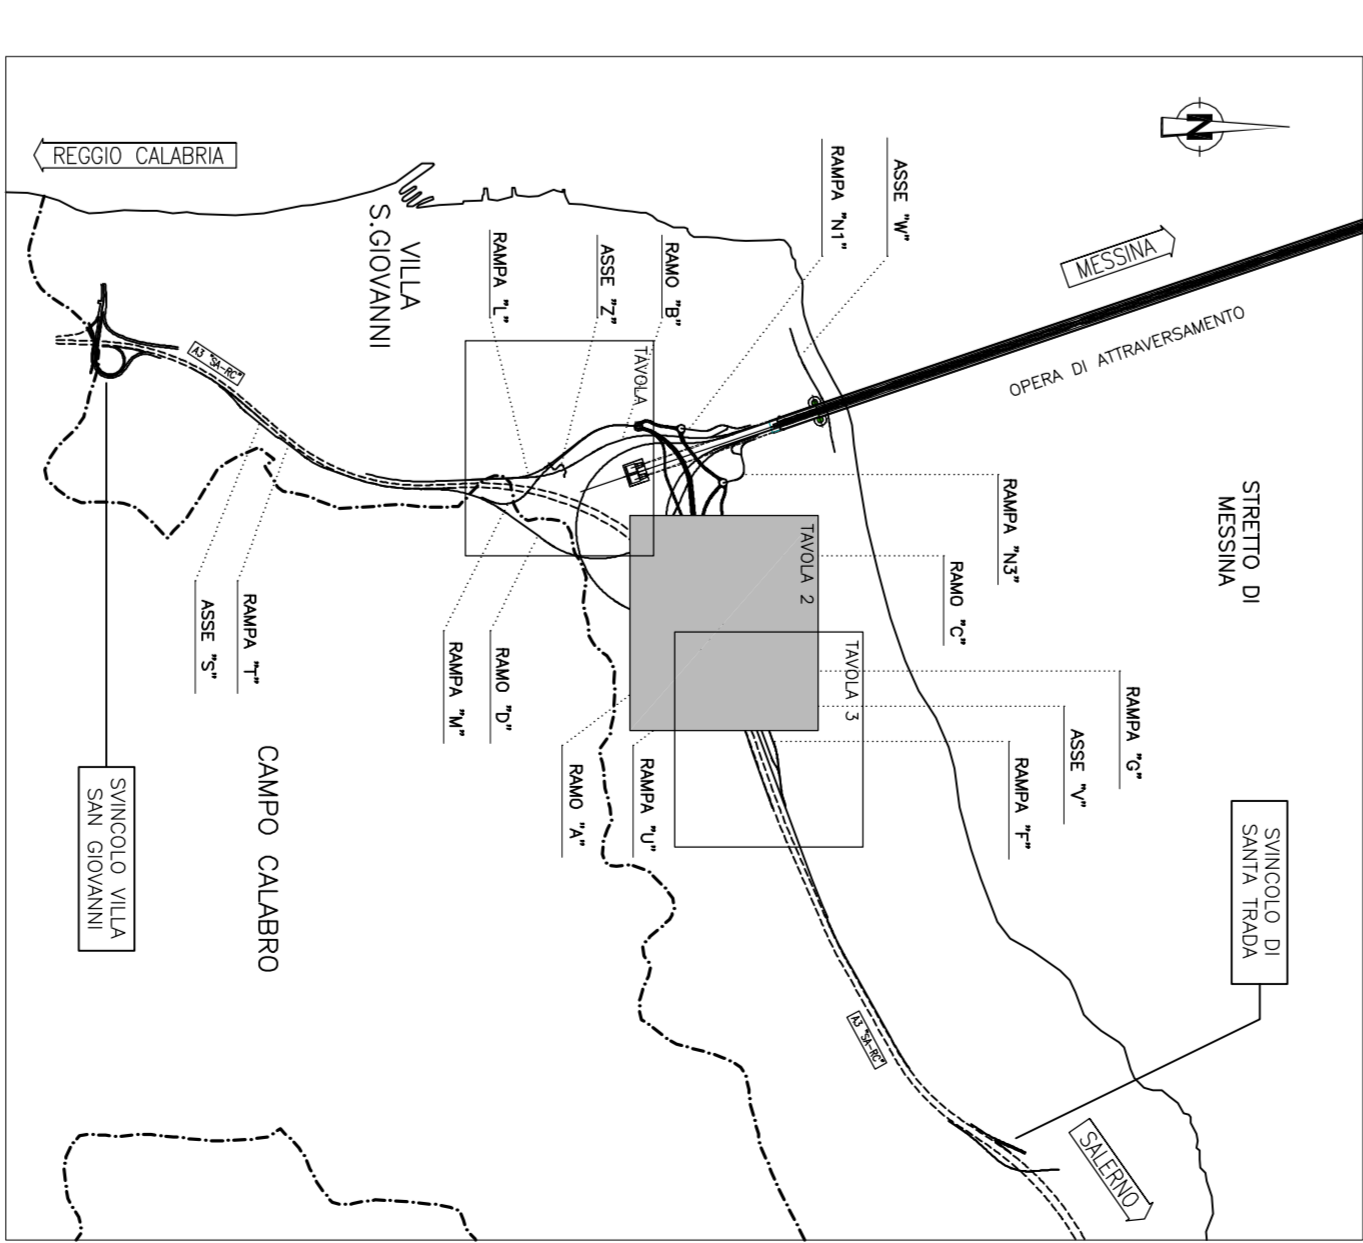 REGGIO CALABRIA
N
MESSINA
OPERA DI ATTRAVERSAMENTO
STRETTO DI
MESSINA
VILLA
S.GIOVANNI
RAMPA "L"
ASSE "Z"
RAMO "B"
RAMPA "N1"
ASSE "W"
A3 "SA-RC"
TAVOLA
TAVOLA 2
TAVOLA 3
RAMPA "N3"
RAMO "C"
RAMPA "G"
ASSE "V"
RAMPA "F"
ASSE "S"
RAMPA "T"
RAMPA "M"
RAMO "D"
RAMO "A"
RAMPA "U"
CAMPO CALABRO
SVINCOLO VILLA
SAN GIOVANNI
SVINCOLO DI
SANTA TRADA
A3 "SA-RC"
SALERNO